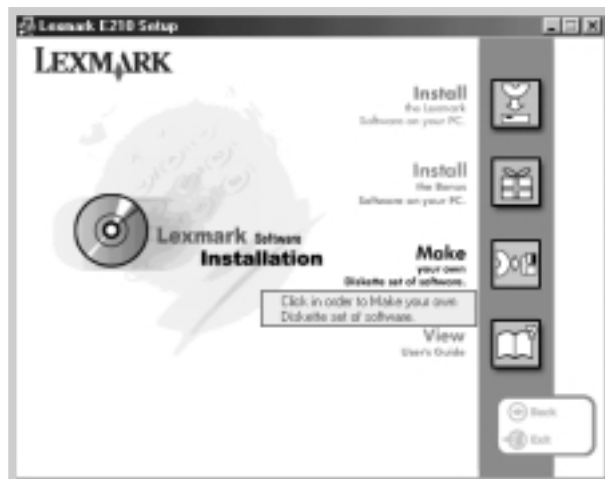 Lexmark E210 Setup
LEXMARK
Install
the Lexmark
Software on your PC.
Install
the Bonus
Software on your PC.
Lexmark Software
Installation
Make
your own
Diskette set of software.
Click in order to Make your own
Diskette set of software.
View
User's Guide
Back
Exit